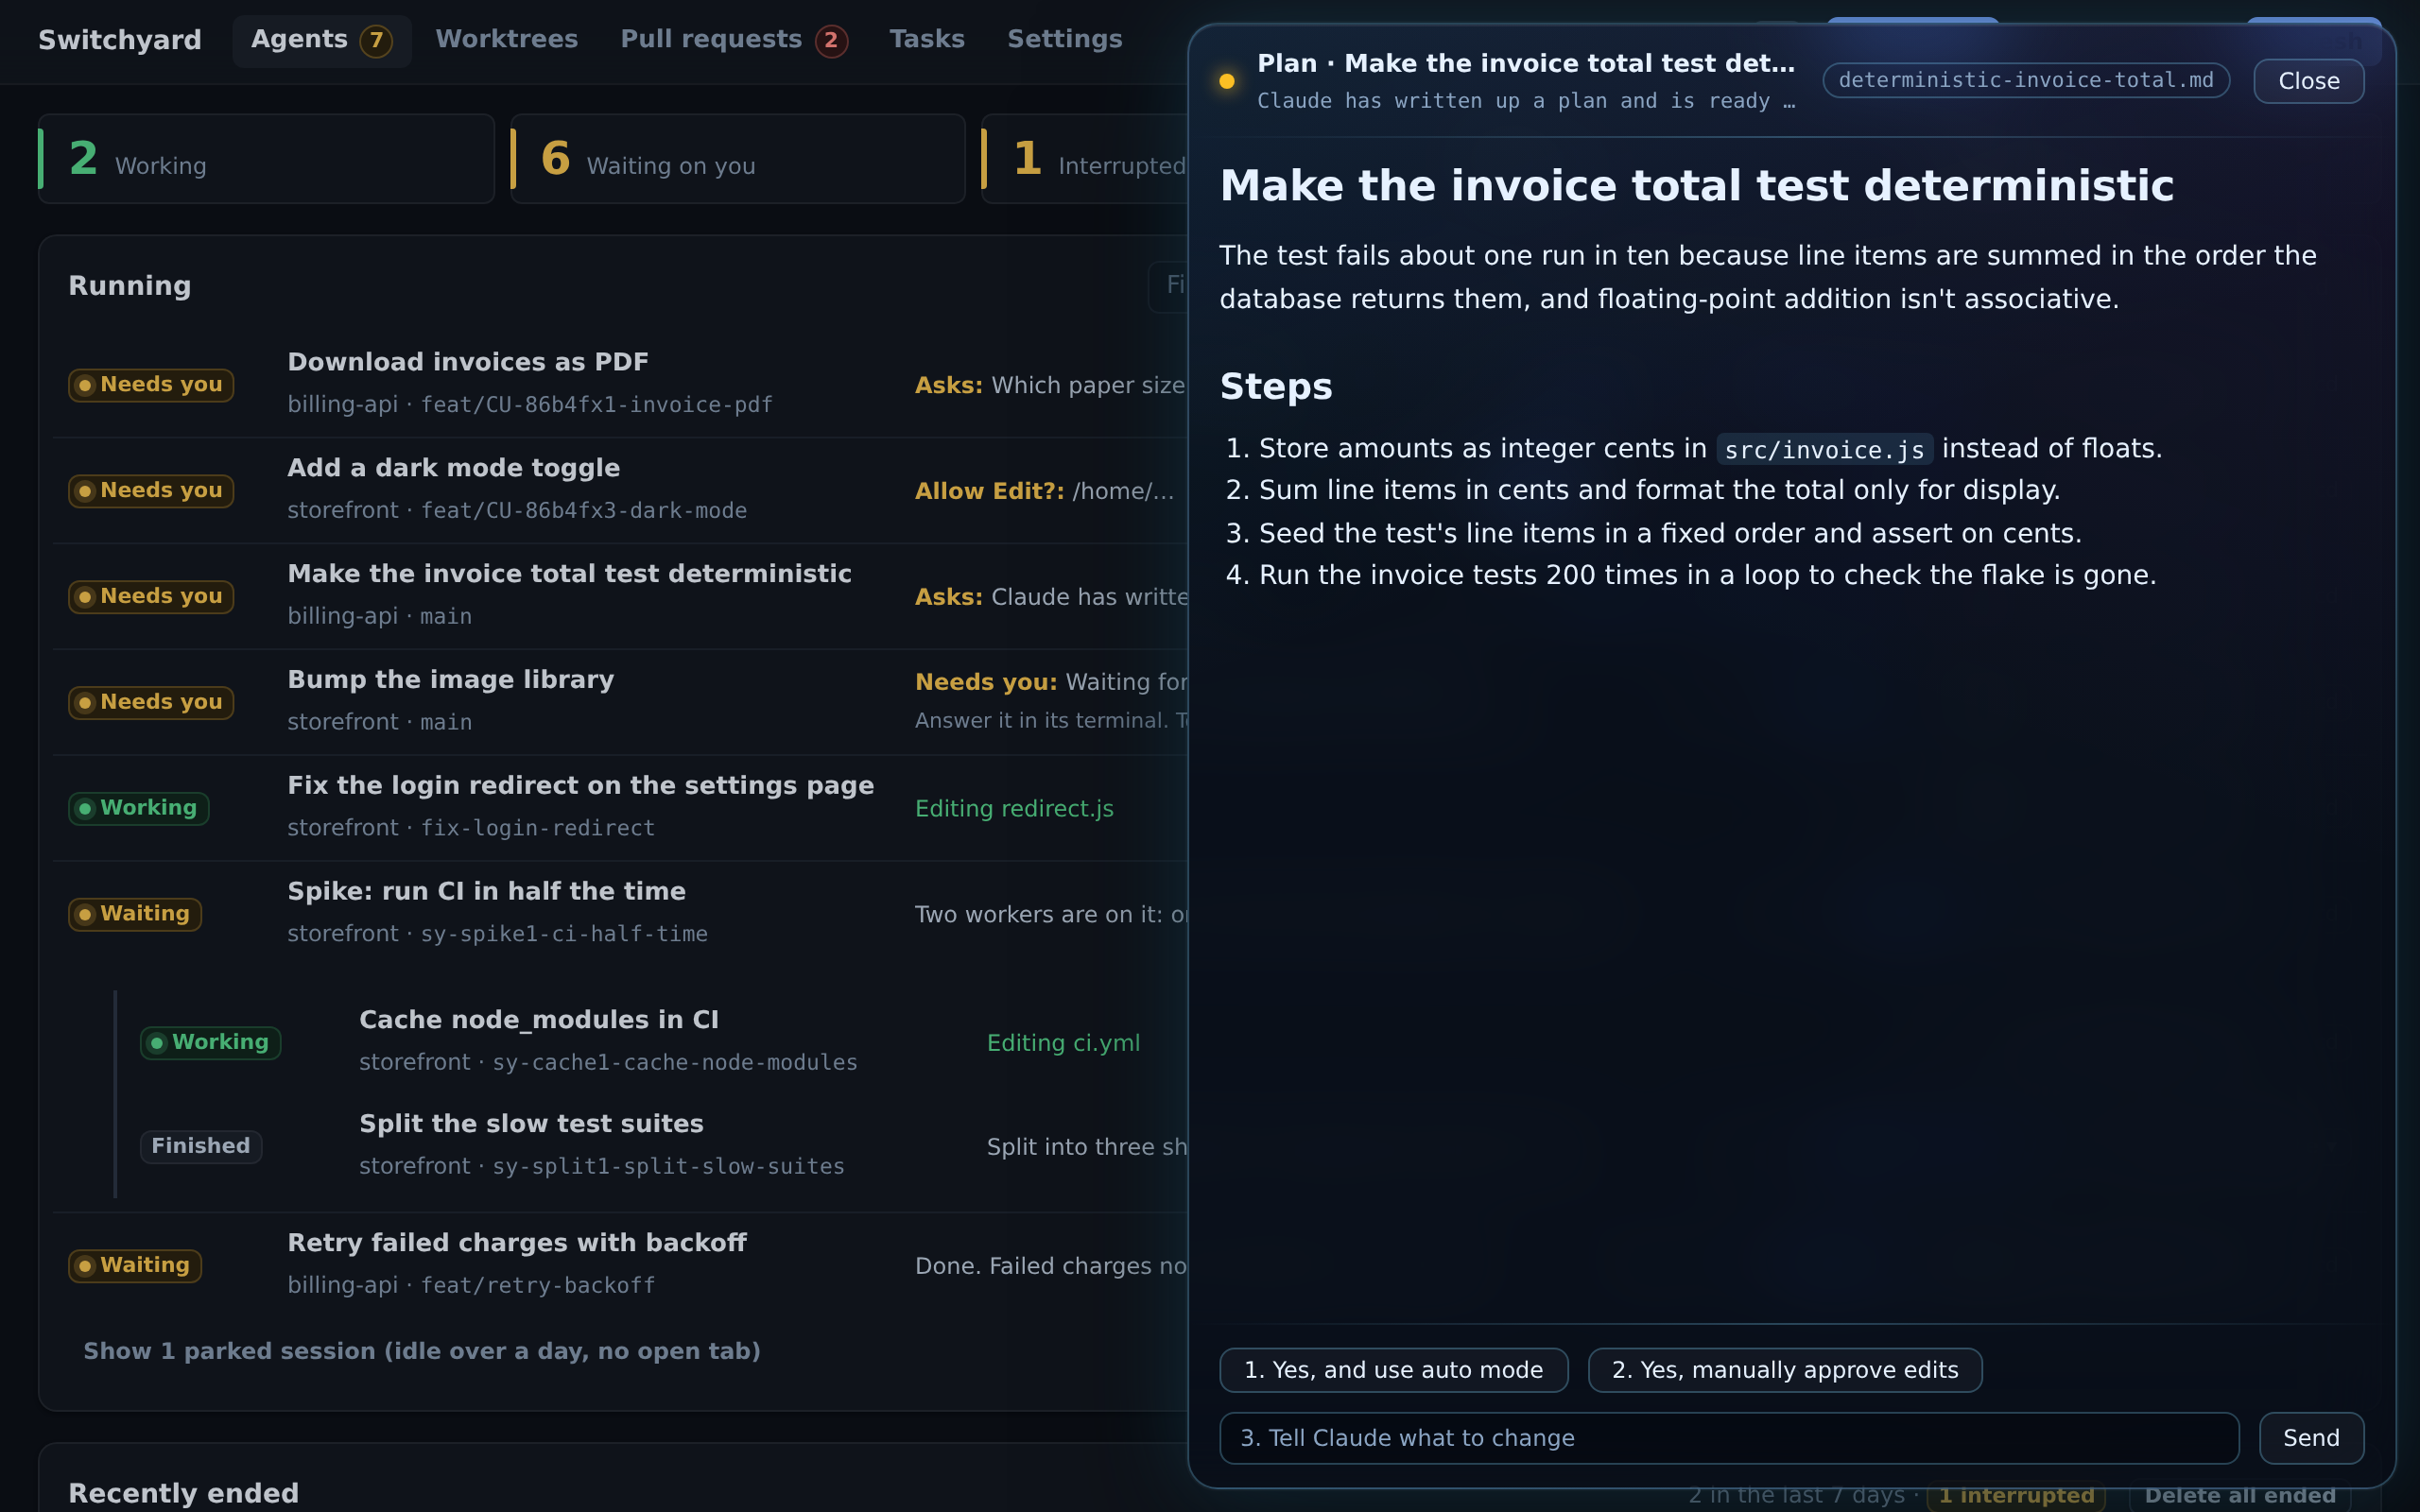 Switchyard
Agents 7
Worktrees
Pull requests 2
Tasks
Settings
2 Working
6 Waiting on you
1 Interrupted
Running
Needs you
Download invoices as PDF
billing-api · feat/CU-86b4fx1-invoice-pdf
Asks: Which paper size
Needs you
Add a dark mode toggle
storefront · feat/CU-86b4fx3-dark-mode
Allow Edit?: /home/…
Needs you
Make the invoice total test deterministic
billing-api · main
Asks: Claude has writte
Needs you
Bump the image library
storefront · main
Needs you: Waiting for
Answer it in its terminal.
Working
Fix the login redirect on the settings page
storefront · fix-login-redirect
Editing redirect.js
Waiting
Spike: run CI in half the time
storefront · sy-spike1-ci-half-time
Two workers are on it:
Working
Cache node_modules in CI
storefront · sy-cache1-cache-node-modules
Editing ci.yml
Finished
Split the slow test suites
storefront · sy-split1-split-slow-suites
Split into three sh
Waiting
Retry failed charges with backoff
billing-api · feat/retry-backoff
Done. Failed charges no
Show 1 parked session (idle over a day, no open tab)
Recently ended
2 in the last 7 days · 1 interrupted
Delete all ended
Plan · Make the invoice total test det…
Claude has written up a plan and is ready …
deterministic-invoice-total.md
Close
Make the invoice total test deterministic
The test fails about one run in ten because line items are summed in the order the
database returns them, and floating-point addition isn't associative.
Steps
1. Store amounts as integer cents in src/invoice.js instead of floats.
2. Sum line items in cents and format the total only for display.
3. Seed the test's line items in a fixed order and assert on cents.
4. Run the invoice tests 200 times in a loop to check the flake is gone.
1. Yes, and use auto mode
2. Yes, manually approve edits
3. Tell Claude what to change
Send